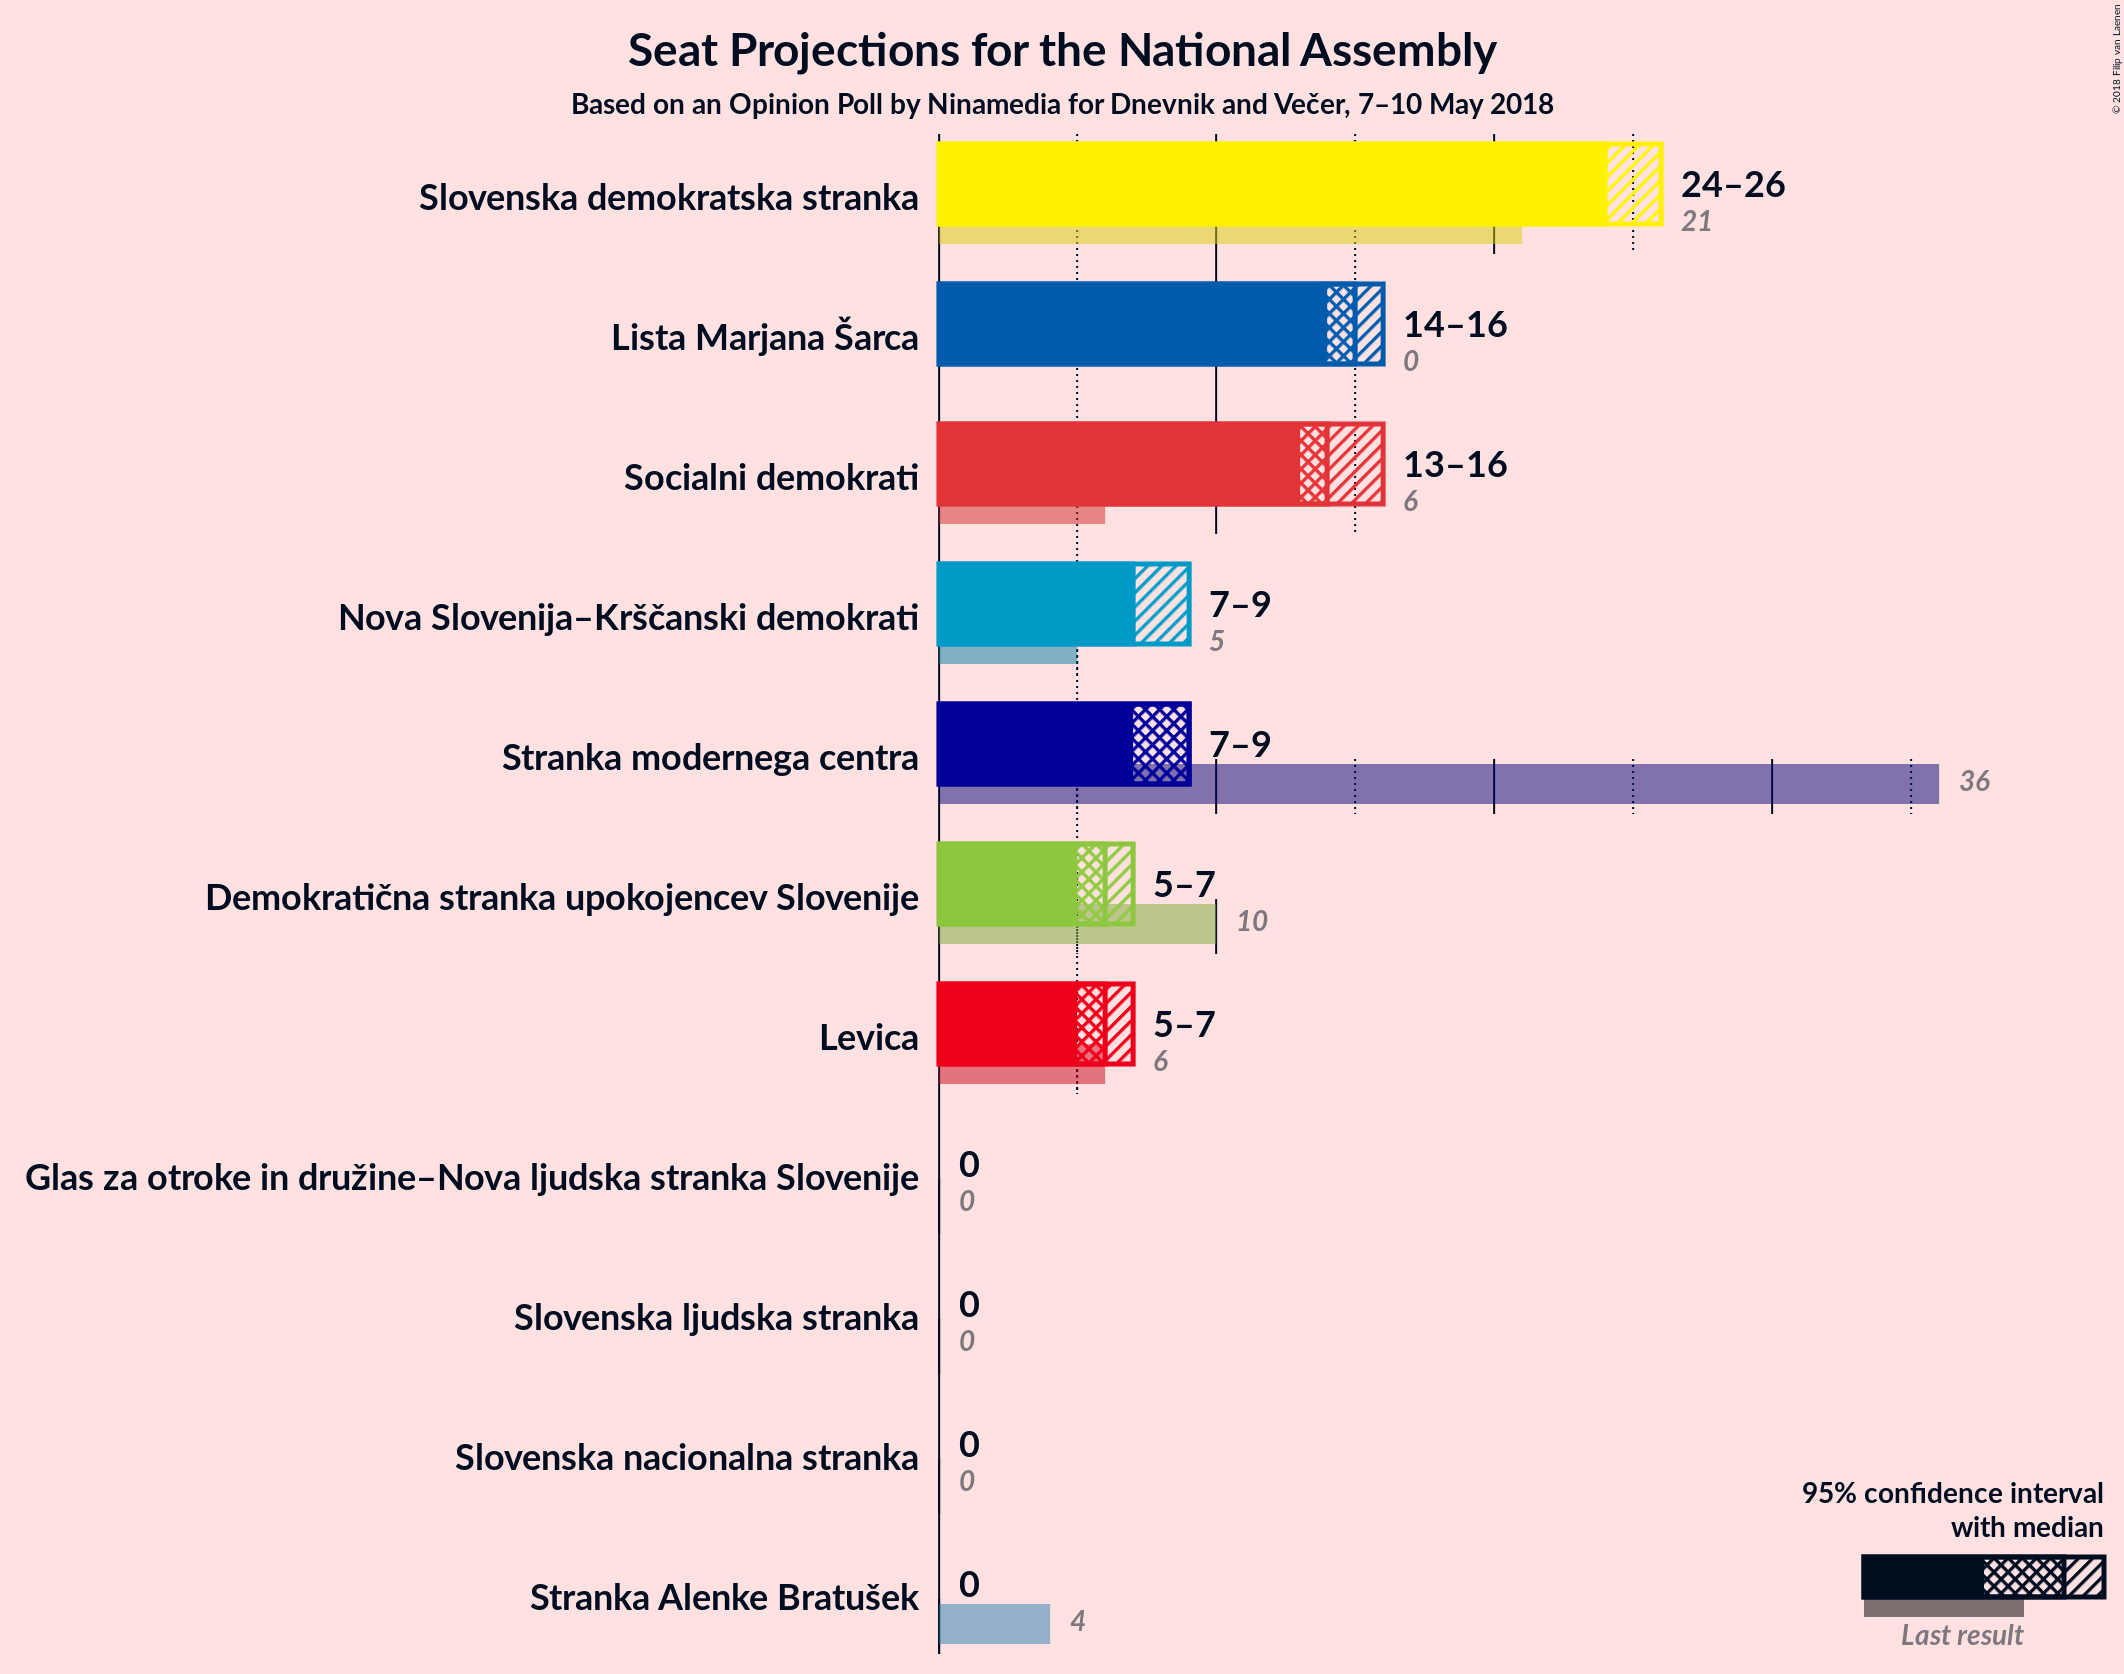 Seat Projections for the National Assembly
Based on an Opinion Poll by Ninamedia for Dnevnik and Večer, 7–10 May 2018
© 2018 Filip van Laenen
Slovenska demokratska stranka
24–26
21
Lista Marjana Šarca
14–16
0
Socialni demokrati
13–16
6
Nova Slovenija–Krščanski demokrati
7–9
5
Stranka modernega centra
7–9
36
Demokratična stranka upokojencev Slovenije
5–7
10
Levica
5–7
6
Glas za otroke in družine–Nova ljudska stranka Slovenije
0
0
Slovenska ljudska stranka
0
0
Slovenska nacionalna stranka
0
0
Stranka Alenke Bratušek
0
4
95% confidence interval
with median
Last result